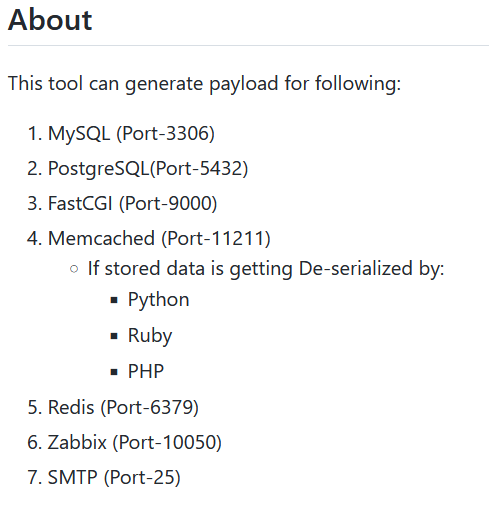 About
This tool can generate payload for following:
1. MySQL (Port-3306)
2. PostgreSQL(Port-5432)
3. FastCGI (Port-9000)
4. Memcached (Port-11211)
If stored data is getting De-serialized by:
Python
Ruby
PHP
5. Redis (Port-6379)
6. Zabbix (Port-10050)
7. SMTP (Port-25)